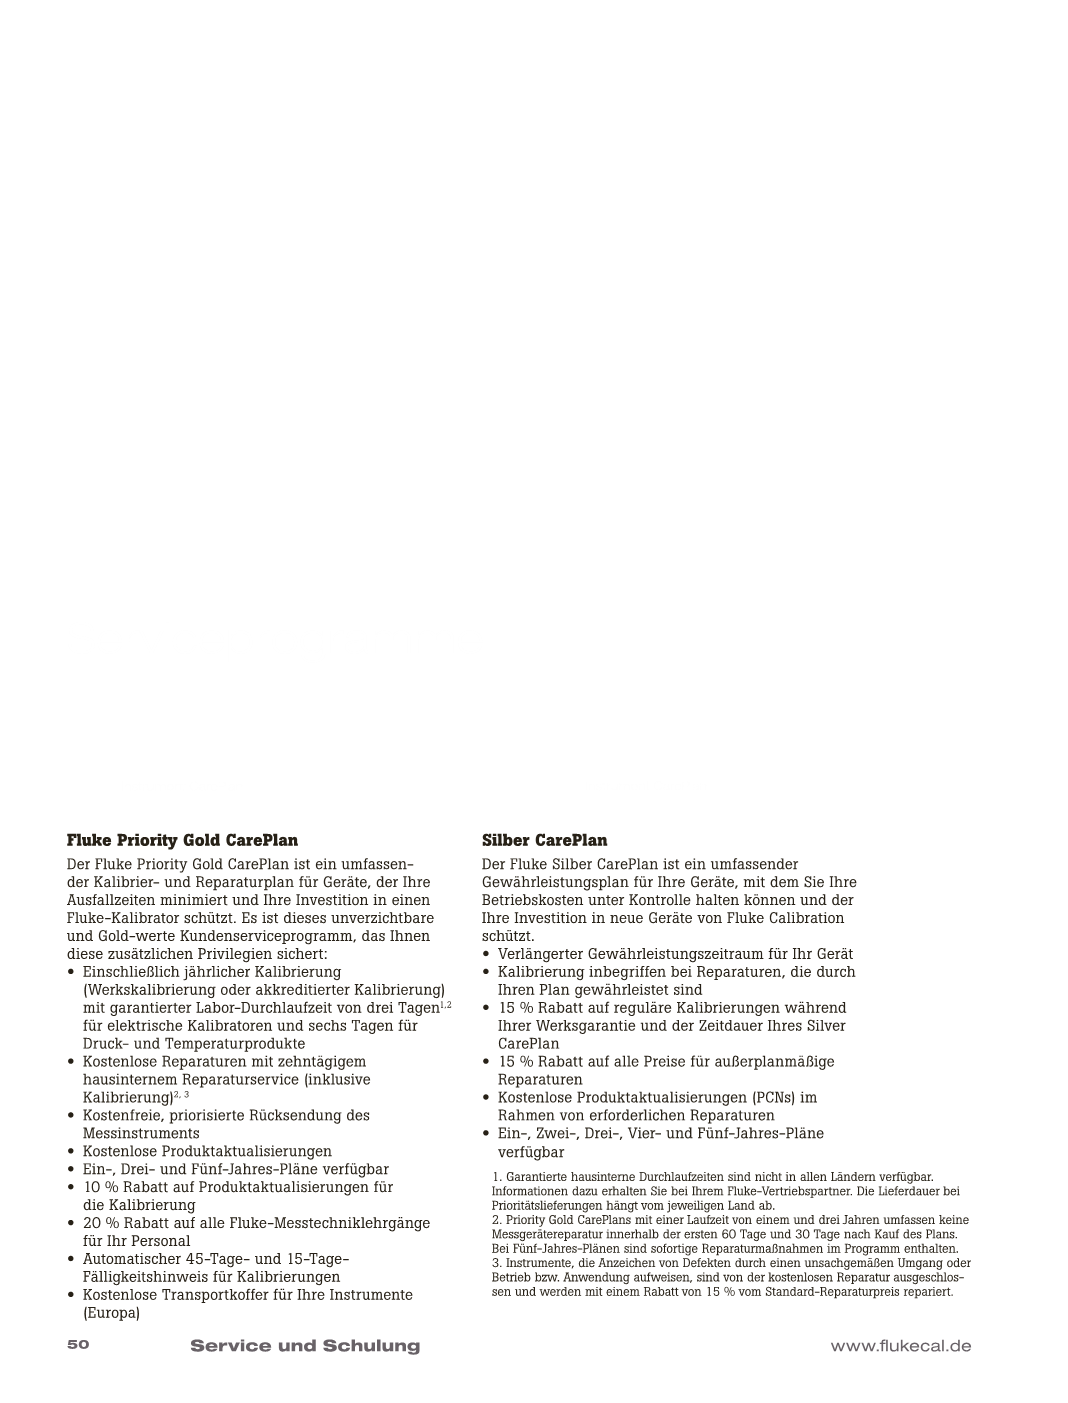 Fluke Priority Gold CarePlan
Der Fluke Priority Gold CarePlan ist ein umfassen-
der Kalibrier- und Reparaturplan für Geräte, der Ihre
Ausfallzeiten minimiert und Ihre Investition in einen
Fluke-Kalibrator schützt. Es ist dieses unverzichtbare
und Gold-werte Kundenserviceprogramm, das Ihnen
diese zusätzlichen Privilegien sichert:
• Einschließlich jährlicher Kalibrierung
(Werkskalibrierung oder akkreditierter Kalibrierung)
mit garantierter Labor-Durchlaufzeit von drei Tagen1,2
für elektrische Kalibratoren und sechs Tagen für
Druck- und Temperaturprodukte
• Kostenlose Reparaturen mit zehntägigem
hausinternem Reparaturservice (inklusive
Kalibrierung)2, 3
• Kostenfreie, priorisierte Rücksendung des
Messinstruments
• Kostenlose Produktaktualisierungen
• Ein-, Drei- und Fünf-Jahres-Pläne verfügbar
• 10 % Rabatt auf Produktaktualisierungen für
die Kalibrierung
• 20 % Rabatt auf alle Fluke-Messtechniklehrgänge
für Ihr Personal
• Automatischer 45-Tage- und 15-Tage-
Fälligkeitshinweis für Kalibrierungen
• Kostenlose Transportkoffer für Ihre Instrumente
(Europa)
Silber CarePlan
Der Fluke Silber CarePlan ist ein umfassender
Gewährleistungsplan für Ihre Geräte, mit dem Sie Ihre
Betriebskosten unter Kontrolle halten können und der
Ihre Investition in neue Geräte von Fluke Calibration
schützt.
• Verlängerter Gewährleistungszeitraum für Ihr Gerät
• Kalibrierung inbegriffen bei Reparaturen, die durch
Ihren Plan gewährleistet sind
• 15 % Rabatt auf reguläre Kalibrierungen während
Ihrer Werksgarantie und der Zeitdauer Ihres Silver
CarePlan
• 15 % Rabatt auf alle Preise für außerplanmäßige
Reparaturen
• Kostenlose Produktaktualisierungen (PCNs) im
Rahmen von erforderlichen Reparaturen
• Ein-, Zwei-, Drei-, Vier- und Fünf-Jahres-Pläne
verfügbar
1. Garantierte hausinterne Durchlaufzeiten sind nicht in allen Ländern verfügbar.
Informationen dazu erhalten Sie bei Ihrem Fluke-Vertriebspartner. Die Lieferdauer bei
Prioritätslieferungen hängt vom jeweiligen Land ab.
2. Priority Gold CarePlans mit einer Laufzeit von einem und drei Jahren umfassen keine
Messgerätereparatur innerhalb der ersten 60 Tage und 30 Tage nach Kauf des Plans.
Bei Fünf-Jahres-Plänen sind sofortige Reparaturmaßnahmen im Programm enthalten.
3. Instrumente, die Anzeichen von Defekten durch einen unsachgemäßen Umgang oder
Betrieb bzw. Anwendung aufweisen, sind von der kostenlosen Reparatur ausgeschlos-
sen und werden mit einem Rabatt von 15 % vom Standard-Reparaturpreis repariert.
50 Service und Schulung www.flukecal.de